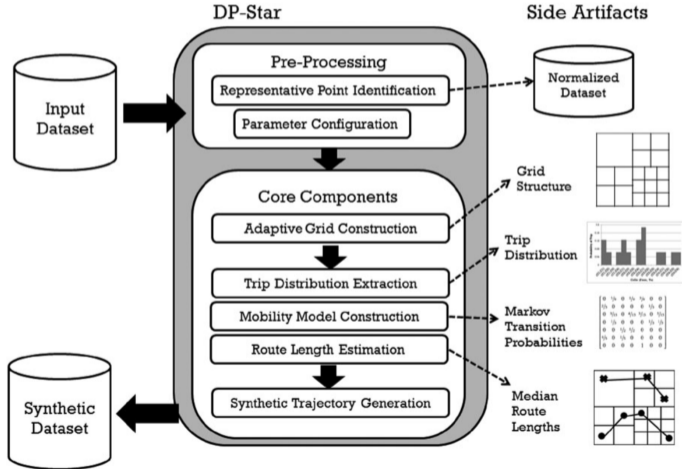 DP-Star
Side Artifacts
Input
Dataset
Pre-Processing
Representative Point Identification
Parameter Configuration
Normalized
Dataset
Core Components
Adaptive Grid Construction
Trip Distribution Extraction
Mobility Model Construction
Route Length Estimation
Synthetic Trajectory Generation
Grid
Structure
Trip
Distribution
Markov
Transition
Probabilities
Median
Route
Lengths
Synthetic
Dataset